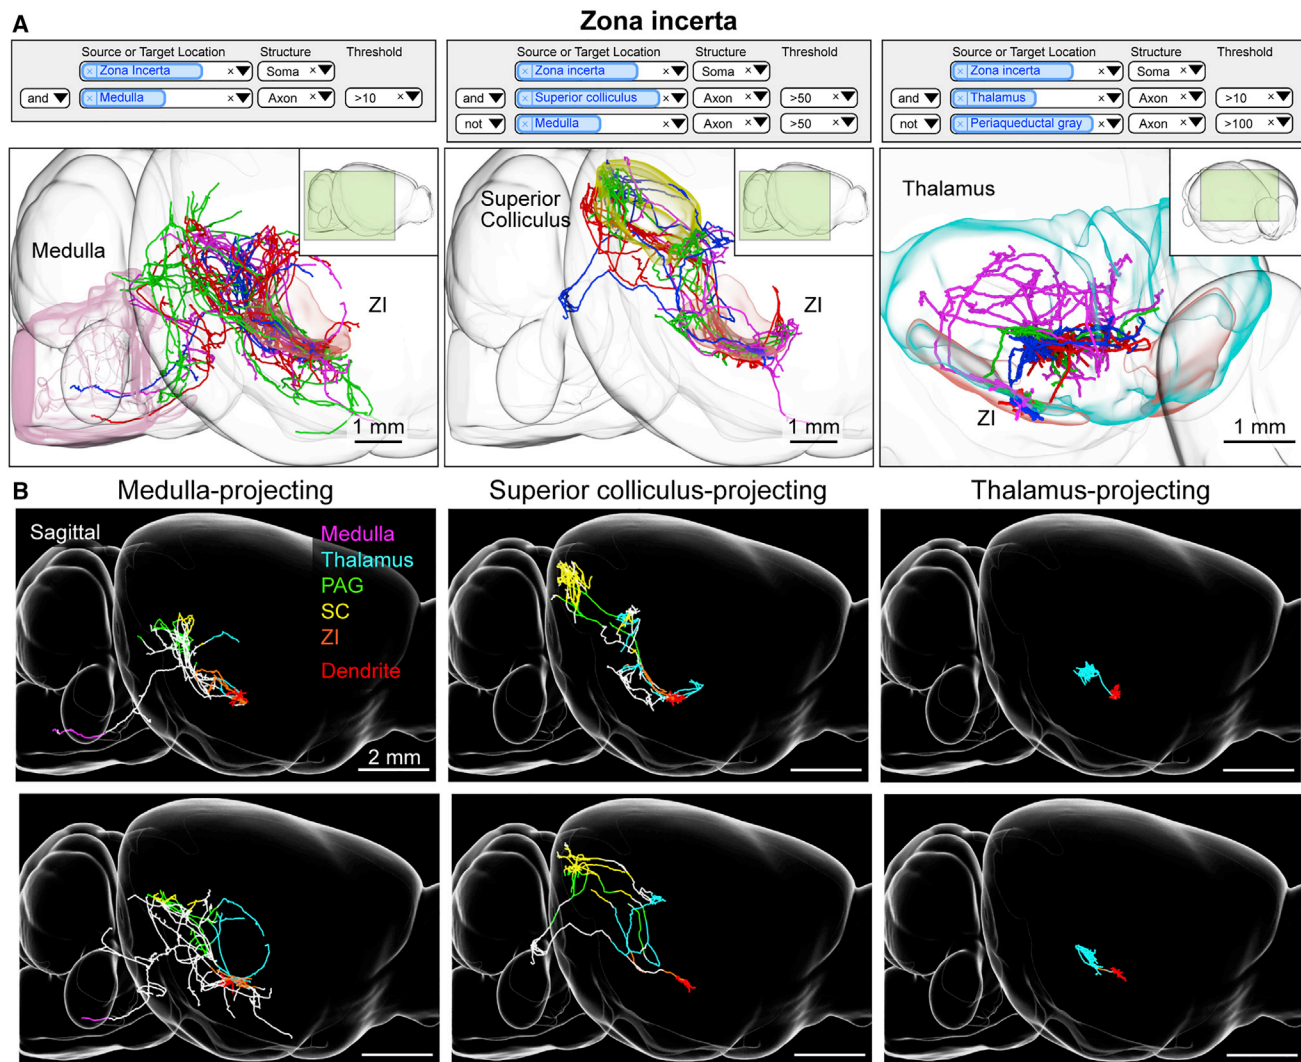 Zona incerta
A
Source or Target Location Structure Threshold
× Zona Incerta × Soma ×
and × Medulla × Axon × >10 ×
Source or Target Location Structure Threshold
× Zona incerta × Soma ×
and × Superior colliculus × Axon × >50 ×
not × Medulla × Axon × >50 ×
Source or Target Location Structure Threshold
× Zona incerta × Soma ×
and × Thalamus × Axon × >10 ×
not × Periaqueductal gray × Axon × >100 ×
Medulla
ZI
1 mm
Superior
Colliculus
ZI
1 mm
Thalamus
ZI
1 mm
B
Medulla-projecting
Superior colliculus-projecting
Thalamus-projecting
Sagittal
Medulla
Thalamus
PAG
SC
ZI
Dendrite
2 mm